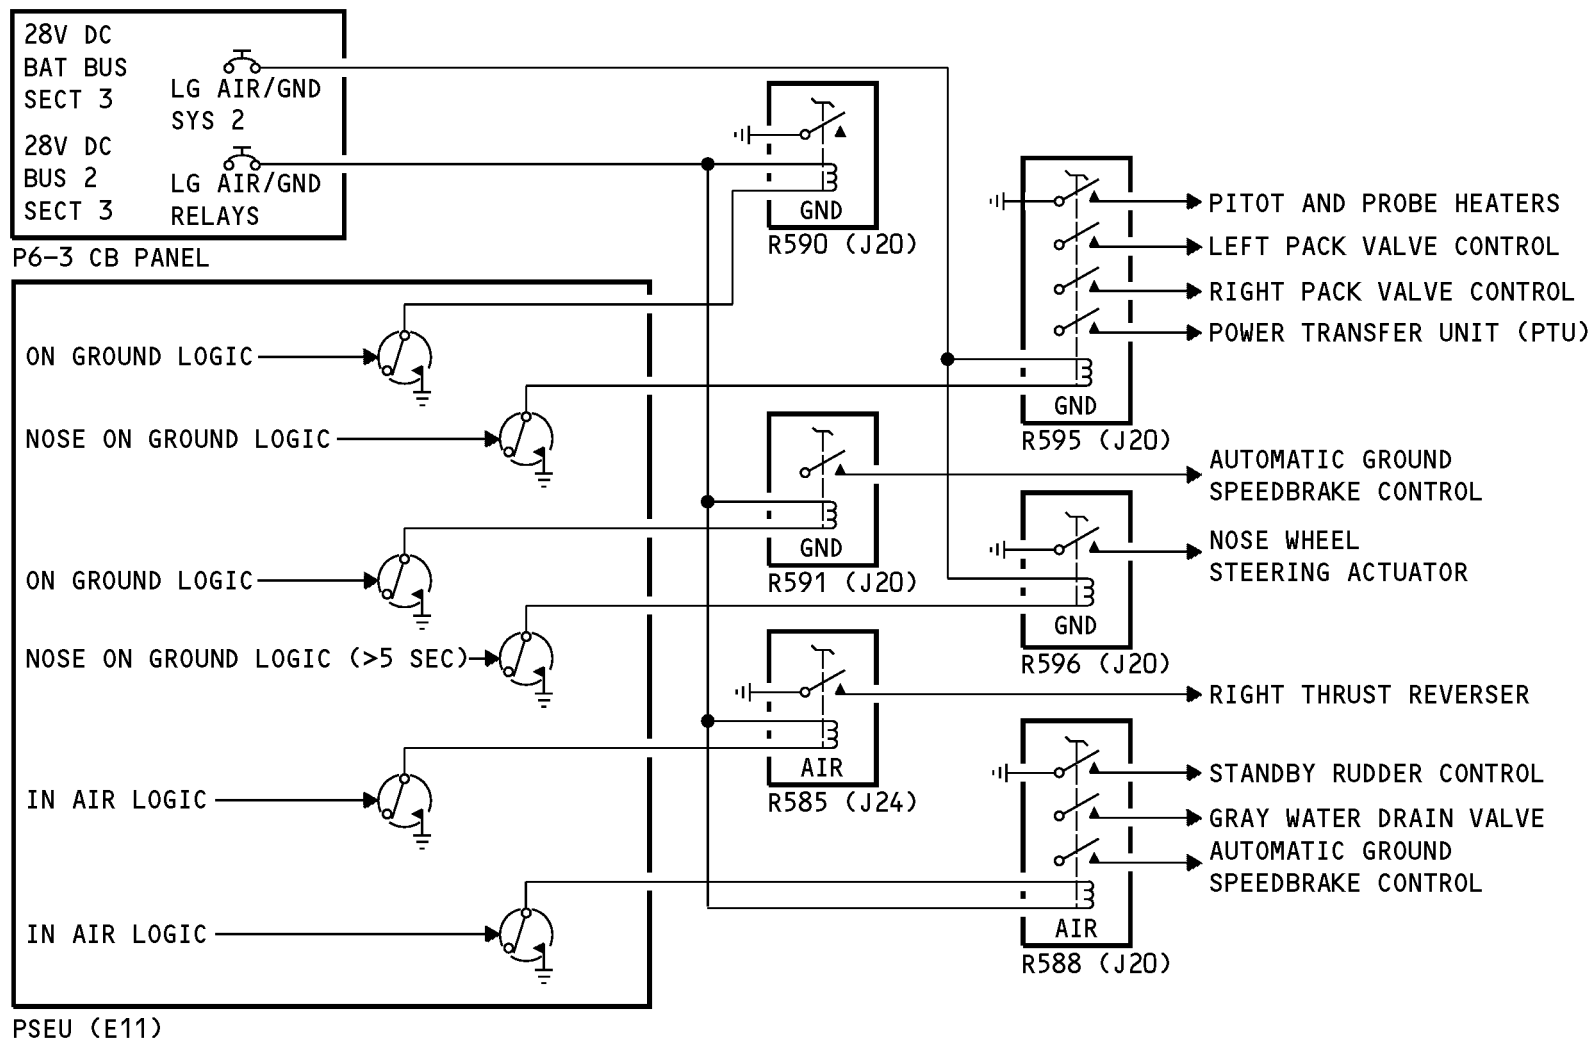 28V DC
BAT BUS
SECT 3
LG AIR/GND
SYS 2
28V DC
BUS 2
SECT 3
LG AIR/GND
RELAYS
P6-3 CB PANEL
GND
R590 (J20)
PITOT AND PROBE HEATERS
LEFT PACK VALVE CONTROL
RIGHT PACK VALVE CONTROL
POWER TRANSFER UNIT (PTU)
GND
R595 (J20)
ON GROUND LOGIC
NOSE ON GROUND LOGIC
AUTOMATIC GROUND
SPEEDBRAKE CONTROL
GND
R591 (J20)
NOSE WHEEL
STEERING ACTUATOR
GND
R596 (J20)
ON GROUND LOGIC
NOSE ON GROUND LOGIC (>5 SEC)
RIGHT THRUST REVERSER
AIR
R585 (J24)
STANDBY RUDDER CONTROL
GRAY WATER DRAIN VALVE
AUTOMATIC GROUND
SPEEDBRAKE CONTROL
IN AIR LOGIC
IN AIR LOGIC
AIR
R588 (J20)
PSEU (E11)